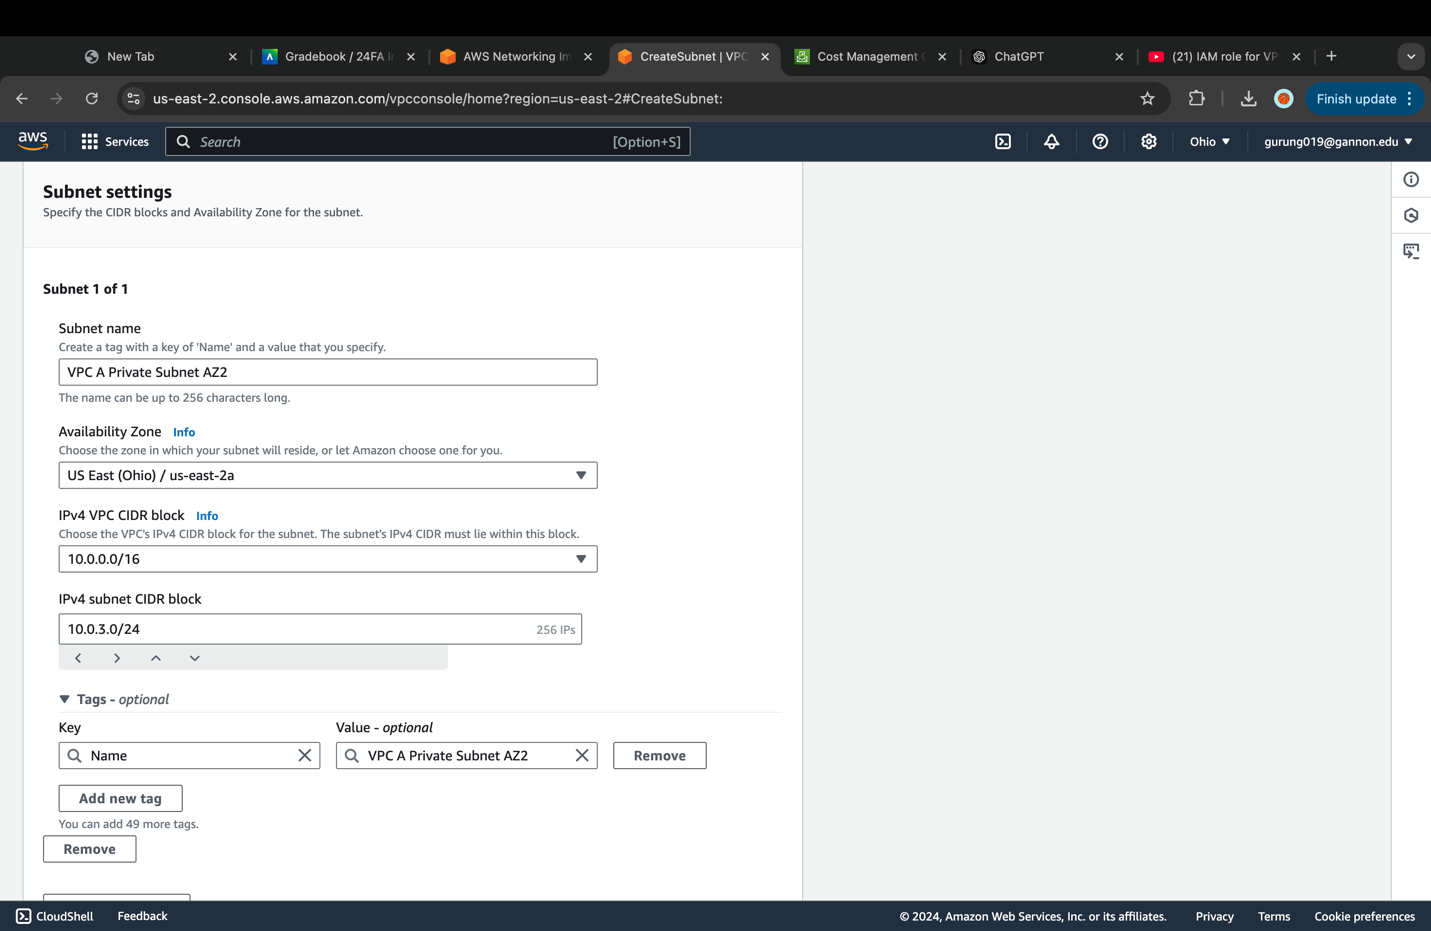 New Tab
Gradebook / 24FA I
AWS Networking Im
CreateSubnet | VPC
Cost Management C
ChatGPT
(21) IAM role for VP
us-east-2.console.aws.amazon.com/vpcconsole/home?region=us-east-2#CreateSubnet:
Finish update
aws
Services
Search
[Option+S]
Ohio
gurung019@gannon.edu
Subnet settings
Specify the CIDR blocks and Availability Zone for the subnet.
Subnet 1 of 1
Subnet name
Create a tag with a key of 'Name' and a value that you specify.
VPC A Private Subnet AZ2
The name can be up to 256 characters long.
Availability Zone Info
Choose the zone in which your subnet will reside, or let Amazon choose one for you.
US East (Ohio) / us-east-2a
IPv4 VPC CIDR block Info
Choose the VPC's IPv4 CIDR block for the subnet. The subnet's IPv4 CIDR must lie within this block.
10.0.0.0/16
IPv4 subnet CIDR block
10.0.3.0/24
256 IPs
Tags - optional
Key
Value - optional
Name
VPC A Private Subnet AZ2
Remove
Add new tag
You can add 49 more tags.
Remove
CloudShell
Feedback
© 2024, Amazon Web Services, Inc. or its affiliates.
Privacy
Terms
Cookie preferences